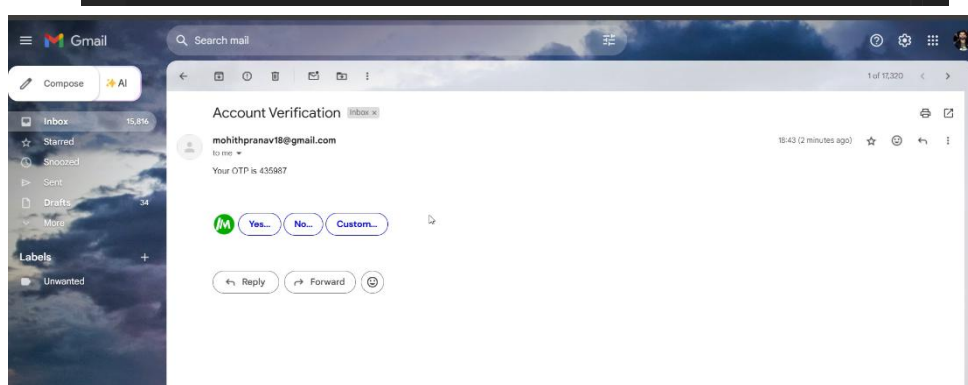 Gmail
Search mail
Compose
AI
1 of 17,320
Inbox 15,816
Starred
Snoozed
Sent
Drafts 34
More
Labels +
Unwanted
Account Verification Inbox x
mohithpranav18@gmail.com 18:43 (2 minutes ago)
to me
Your OTP is 435987
Yes... No... Custom...
Reply Forward